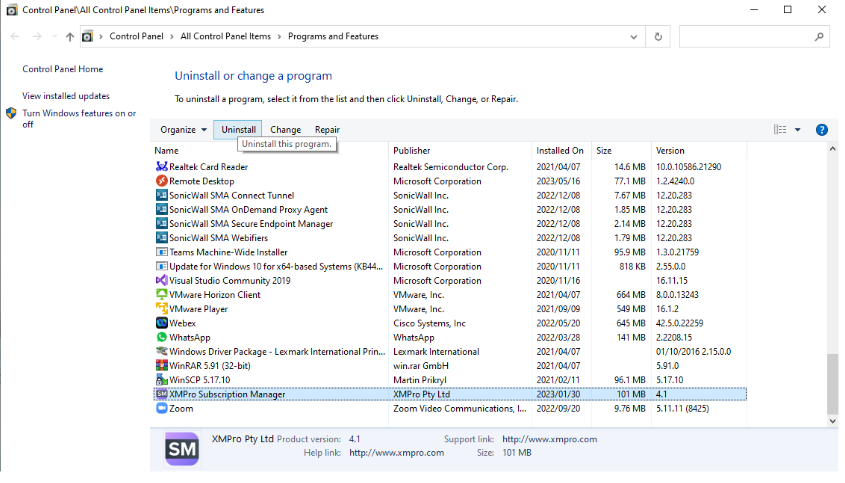 Control Panel\All Control Panel Items\Programs and Features
Control Panel > All Control Panel Items > Programs and Features
Control Panel Home
View installed updates
Turn Windows features on or
off
Uninstall or change a program
To uninstall a program, select it from the list and then click Uninstall, Change, or Repair.
Organize Uninstall Change Repair
Uninstall this program.
Name Publisher Installed On Size Version
Realtek Card Reader Realtek Semiconductor Corp. 2021/04/07 14.6 MB 10.0.10586.21290
Remote Desktop Microsoft Corporation 2023/05/16 77.1 MB 1.2.4240.0
SonicWall SMA Connect Tunnel SonicWall Inc. 2022/12/08 7.67 MB 12.20.283
SonicWall SMA OnDemand Proxy Agent SonicWall Inc. 2022/12/08 1.85 MB 12.20.283
SonicWall SMA Secure Endpoint Manager SonicWall Inc. 2022/12/08 2.14 MB 12.20.283
SonicWall SMA Webifiers SonicWall Inc. 2022/12/08 1.79 MB 12.20.283
Teams Machine-Wide Installer Microsoft Corporation 2020/11/11 95.9 MB 1.3.0.21759
Update for Windows 10 for x64-based Systems (KB44... Microsoft Corporation 2020/11/11 818 KB 2.55.0.0
Visual Studio Community 2019 Microsoft Corporation 2020/11/11 16.11.15
VMware Horizon Client VMware, Inc. 2021/04/07 664 MB 8.0.0.13243
VMware Player VMware, Inc. 2021/09/09 549 MB 16.1.2
Webex Cisco Systems, Inc 2022/05/20 645 MB 42.5.0.22259
WhatsApp WhatsApp 2022/03/28 141 MB 2.2208.15
Windows Driver Package - Lexmark International Prin... Lexmark International 2021/04/07 01/10/2016 2.15.0.0
WinRAR 5.91 (32-bit) win.rar GmbH 2021/04/07 5.91.0
WinSCP 5.17.10 Martin Prikryl 2021/02/11 96.1 MB 5.17.10
SM XMPro Subscription Manager XMPro Pty Ltd 2023/01/30 101 MB 4.1
Zoom Zoom Video Communications, I... 2022/09/20 9.76 MB 5.11.11 (8425)
SM
XMPro Pty Ltd Product version: 4.1 Support link: http://www.xmpro.com
Help link: http://www.xmpro.com Size: 101 MB